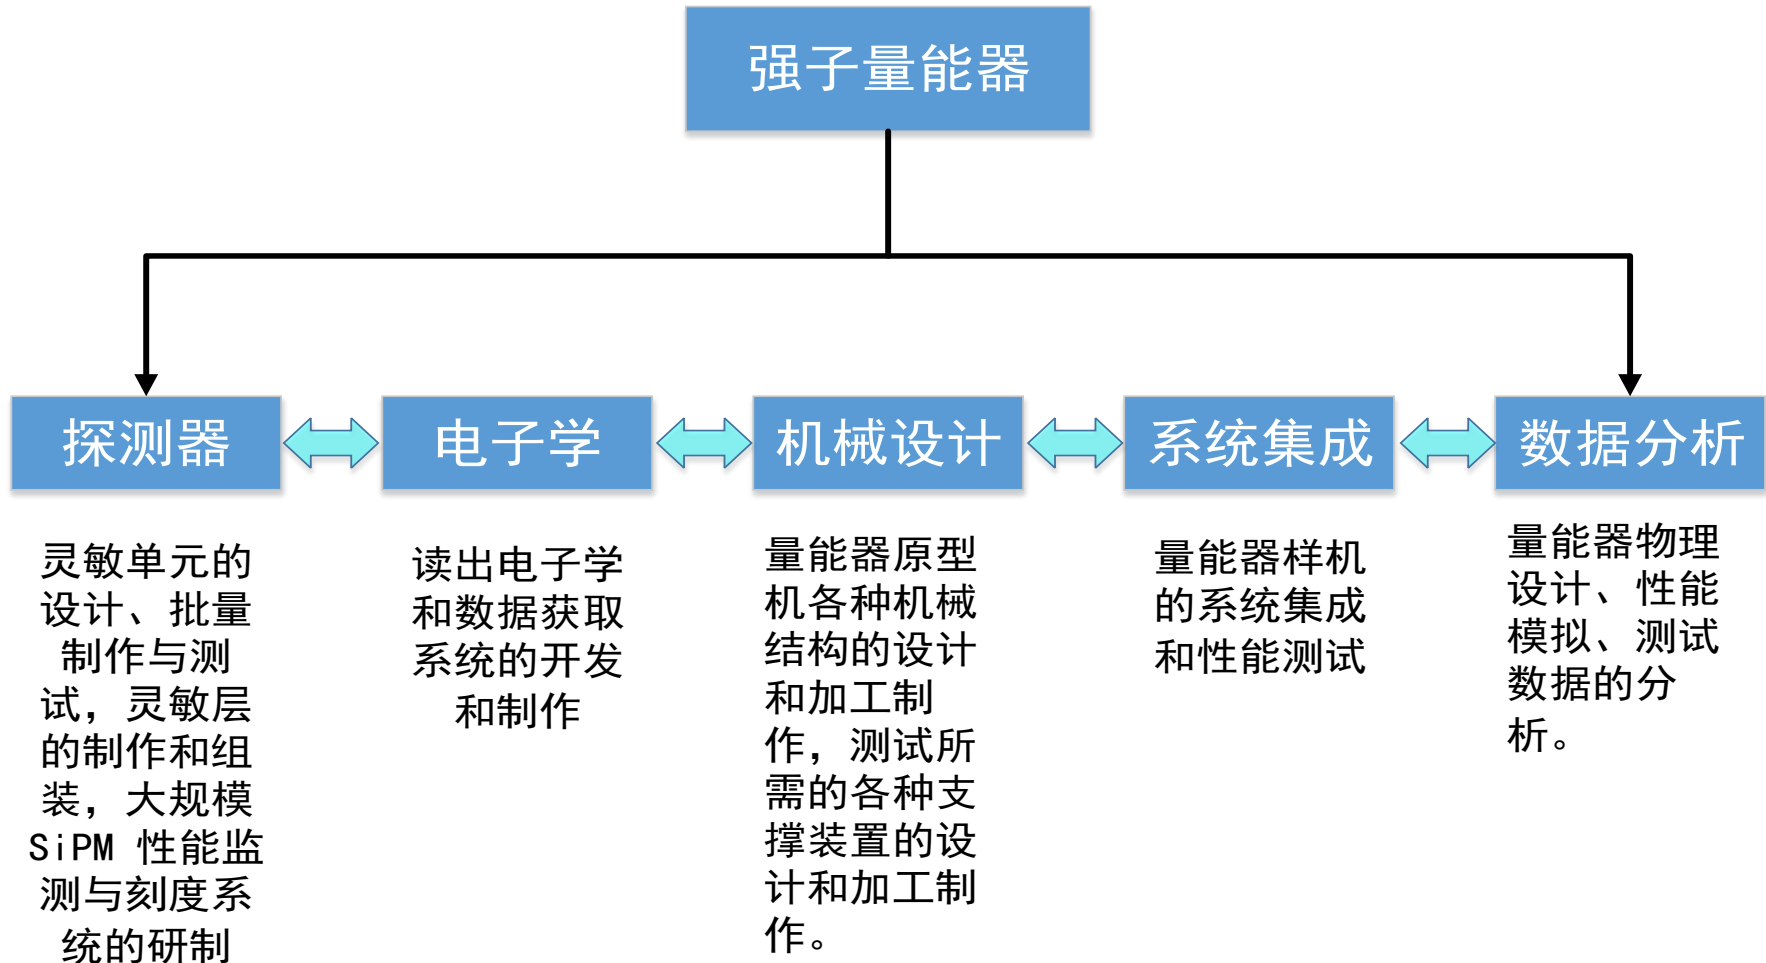 强子量能器
探测器
电子学
机械设计
系统集成
数据分析
灵敏单元的
设计、批量
制作与测
试，灵敏层
的制作和组
装，大规模
SiPM 性能监
测与刻度系
统的研制
读出电子学
和数据获取
系统的开发
和制作
量能器原型
机各种机械
结构的设计
和加工制
作，测试所
需的各种支
撑装置的设
计和加工制
作。
量能器样机
的系统集成
和性能测试
量能器物理
设计、性能
模拟、测试
数据的分
析。